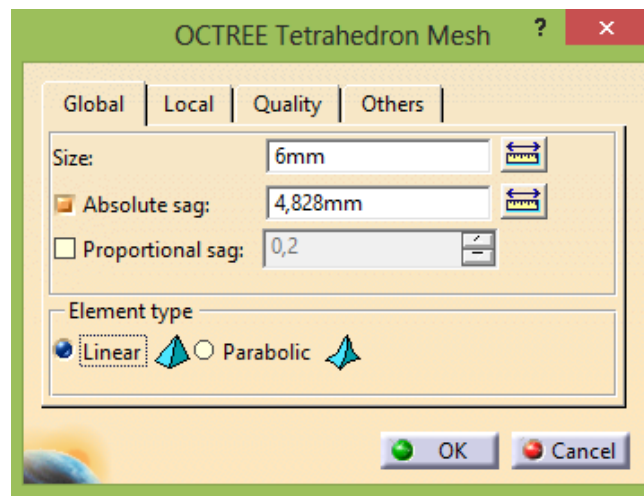 OCTREE Tetrahedron Mesh ? ×
Global Local Quality Others
Size: 6mm
Absolute sag: 4,828mm
Proportional sag: 0,2
Element type
Linear Parabolic
OK Cancel